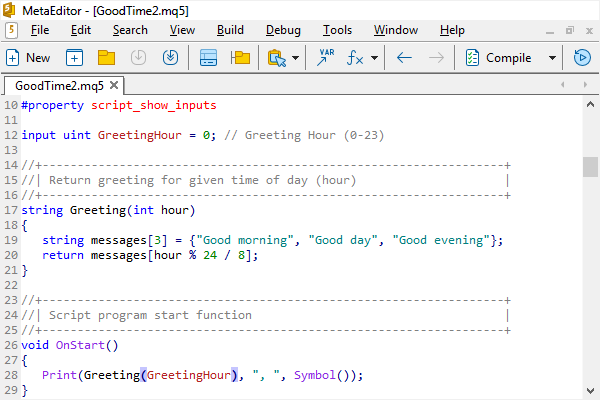 MetaEditor - [GoodTime2.mq5]
File Edit Search View Build Debug Tools Window Help
New VAR fx Compile
GoodTime2.mq5
10 #property script_show_inputs
11
12 input uint GreetingHour = 0; // Greeting Hour (0-23)
13
14 //+------------------------------------------------------------------+
15 //| Return greeting for given time of day (hour)                     |
16 //+------------------------------------------------------------------+
17 string Greeting(int hour)
18 {
19    string messages[3] = {"Good morning", "Good day", "Good evening"};
20    return messages[hour % 24 / 8];
21 }
22
23 //+------------------------------------------------------------------+
24 //| Script program start function                                    |
25 //+------------------------------------------------------------------+
26 void OnStart()
27 {
28    Print(Greeting(GreetingHour), ", ", Symbol());
29 }